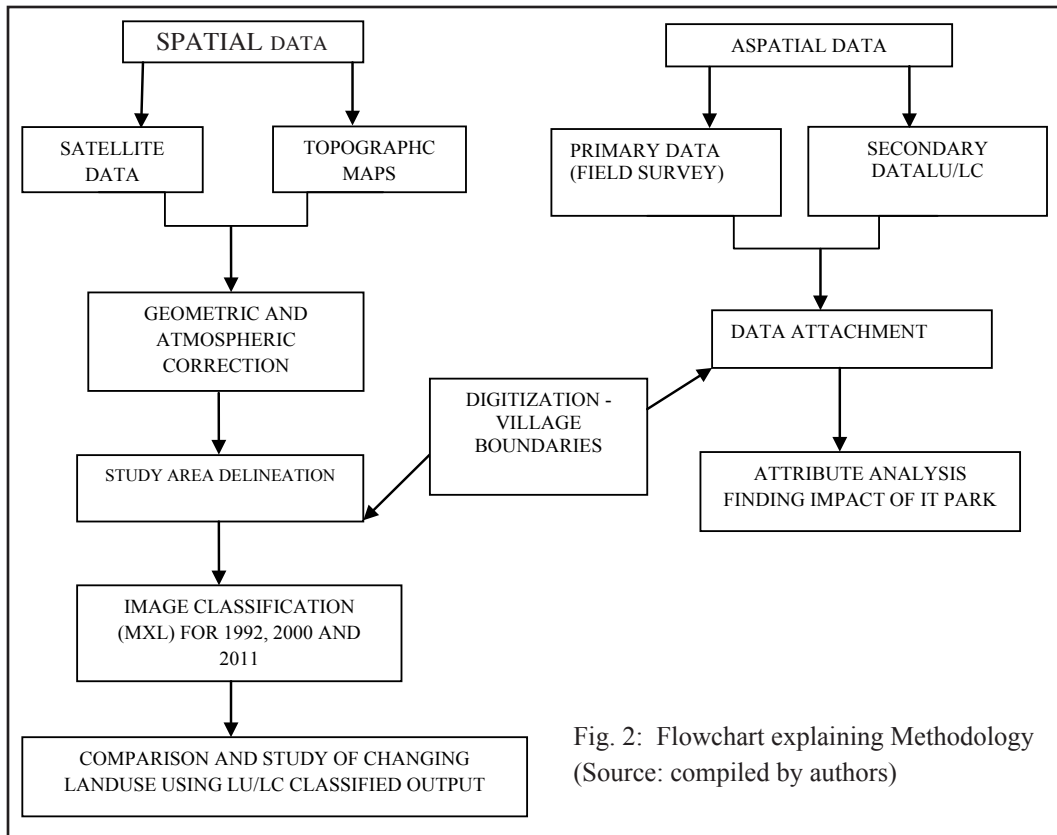 SPATIAL DATA
ASPATIAL DATA
SATELLITE
DATA
TOPOGRAPHC
MAPS
PRIMARY DATA
(FIELD SURVEY)
SECONDARY
DATALU/LC
GEOMETRIC AND
ATMOSPHERIC
CORRECTION
DATA ATTACHMENT
DIGITIZATION -
VILLAGE
BOUNDARIES
STUDY AREA DELINEATION
ATTRIBUTE ANALYSIS
FINDING IMPACT OF IT PARK
IMAGE CLASSIFICATION
(MXL) FOR 1992, 2000 AND
2011
COMPARISON AND STUDY OF CHANGING
LANDUSE USING LU/LC CLASSIFIED OUTPUT
Fig. 2: Flowchart explaining Methodology
(Source: compiled by authors)